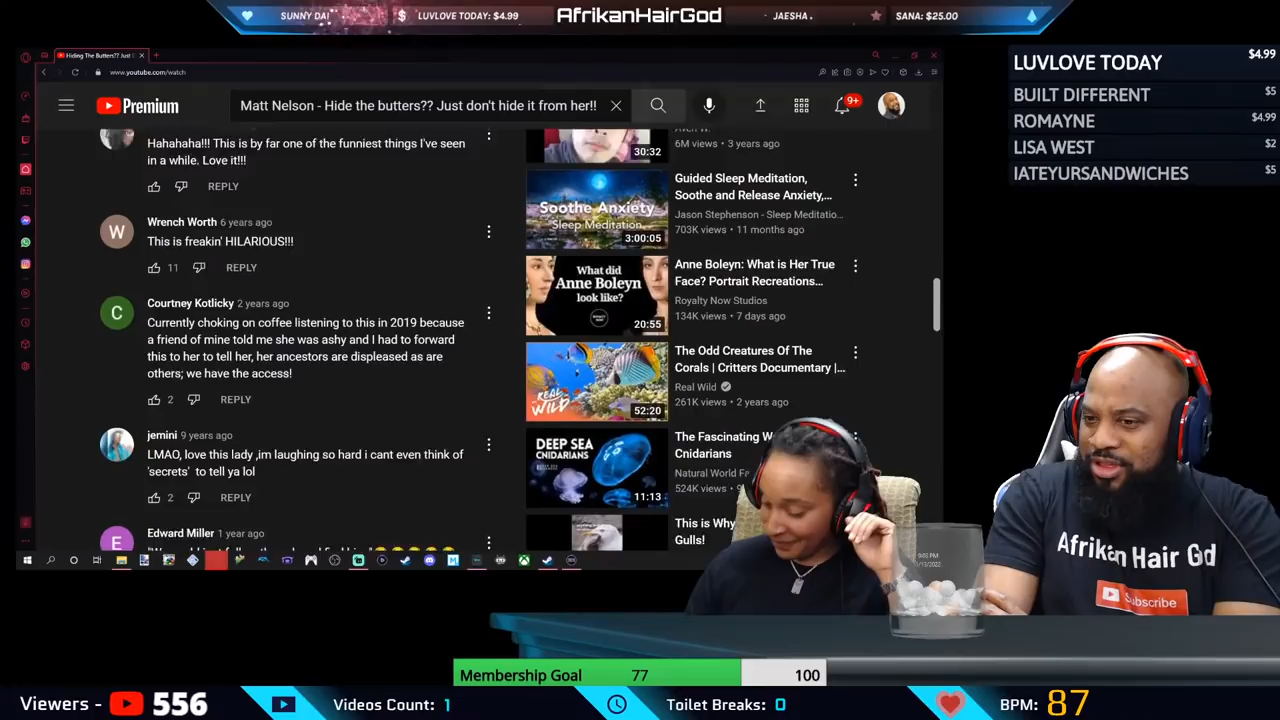 SUNNY DAI
LUVLOVE TODAY: $4.99
AfrikanHairGod
JAESHA
SANA: $25.00
Hiding The Butters?? Just
www.youtube.com/watch
Premium
Matt Nelson - Hide the butters?? Just don't hide it from her!!
9+
Hahahaha!!! This is by far one of the funniest things I've seen
in a while. Love it!!!
REPLY
Wrench Worth 6 years ago
This is freakin' HILARIOUS!!!
11 REPLY
Courtney Kotlicky 2 years ago
Currently choking on coffee listening to this in 2019 because
a friend of mine told me she was ashy and I had to forward
this to her to tell her, her ancestors are displeased as are
others; we have the access!
2 REPLY
jemini 9 years ago
LMAO, love this lady ,im laughing so hard i cant even think of
'secrets' to tell ya lol
2 REPLY
Edward Miller 1 year ago
30:32
6M views • 3 years ago
Soothe Anxiety
Sleep Meditation
3:00:05
Guided Sleep Meditation,
Soothe and Release Anxiety,...
Jason Stephenson - Sleep Meditatio...
703K views • 11 months ago
What did
Anne Boleyn
look like?
20:55
Anne Boleyn: What is Her True
Face? Portrait Recreations...
Royalty Now Studios
134K views • 7 days ago
REAL
WILD
52:20
The Odd Creatures Of The
Corals | Critters Documentary |...
Real Wild
261K views • 2 years ago
DEEP SEA
CNIDARIANS
11:13
The Fascinating W
Cnidarians
Natural World Fa
524K views
This is Why
Gulls!
LUVLOVE TODAY $4.99
BUILT DIFFERENT $5
ROMAYNE $4.99
LISA WEST $2
IATEYURSANDWICHES $5
9:05 PM
1/13/2022
Afrikan Hair Gd
Subscribe
Membership Goal 77 100
Viewers - 556
Videos Count: 1
Toilet Breaks: 0
BPM: 87